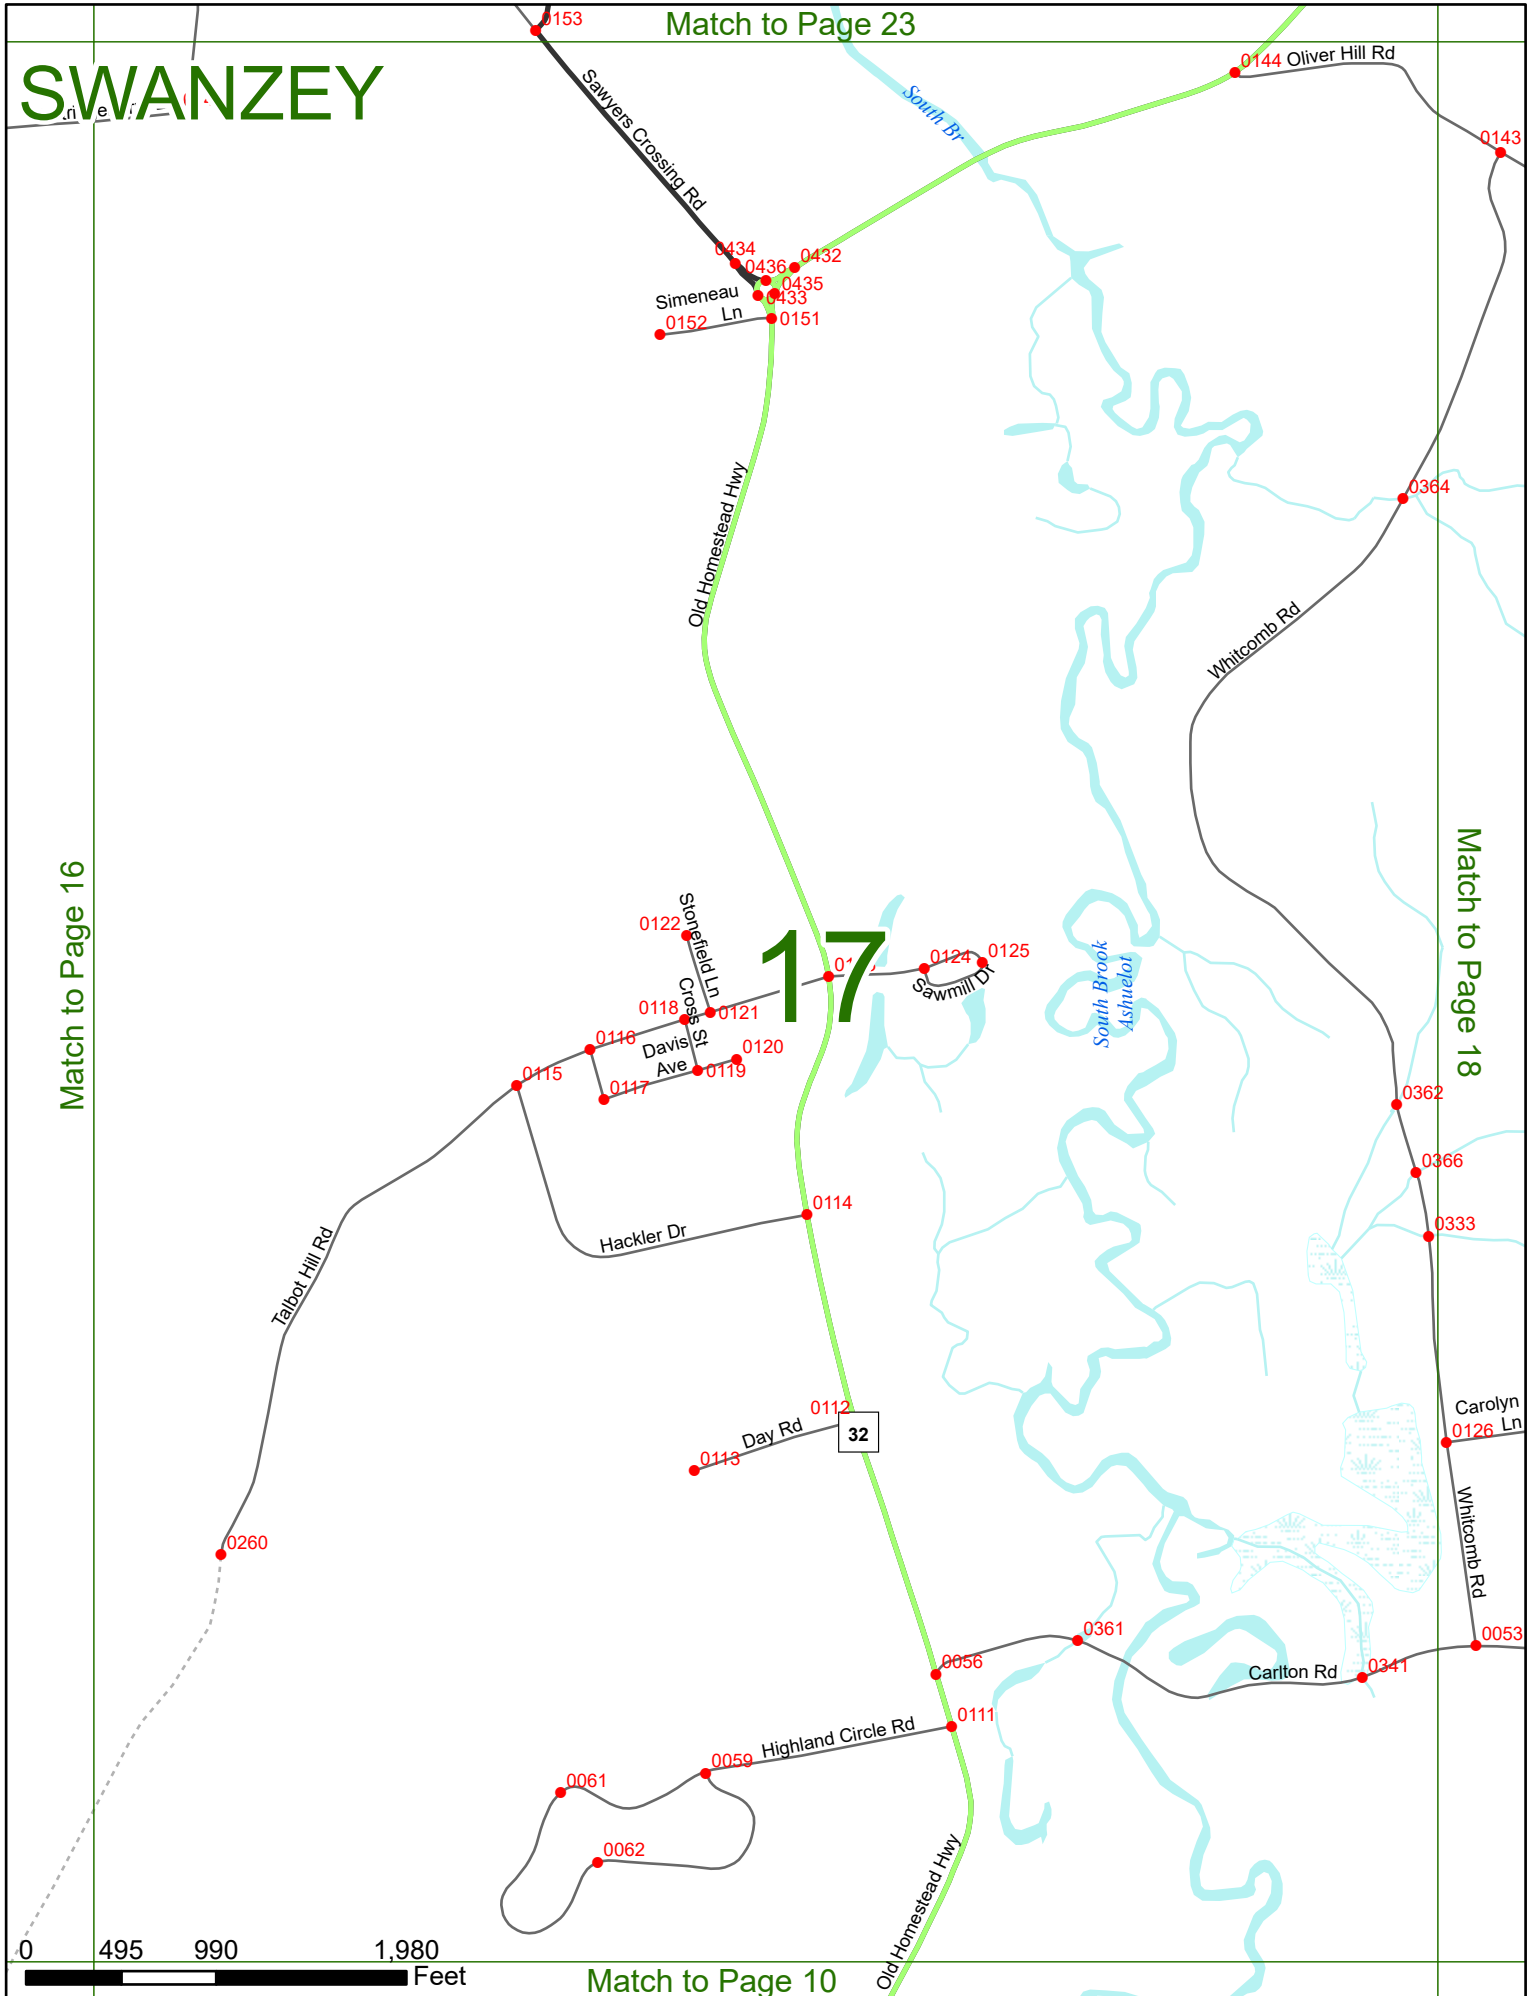 Match to Page 23
SWANZEY
0153
0144
Oliver Hill Rd
0143
Sawyers Crossing Rd
South Br
0434
0436
0432
0435
0433
Simeneau
Ln
0152
0151
Old Homestead Hwy
0364
Whitcomb Rd
Match to Page 16
Match to Page 18
17
Stonefield Ln
0122
0124
0125
Sawmill Dr
South Brook
Ashuelot
0118
Cross St
0121
0116
Davis
Ave
0120
0119
0115
0117
0362
0366
0114
0333
Hackler Dr
Talbot Hill Rd
0112
Day Rd
32
0113
Carolyn
Ln
0126
Whitcomb Rd
0260
0361
0053
0056
Carlton Rd
0341
0111
Highland Circle Rd
0059
0061
0062
Old Homestead Hwy
0 495 990 1,980
Feet
Match to Page 10